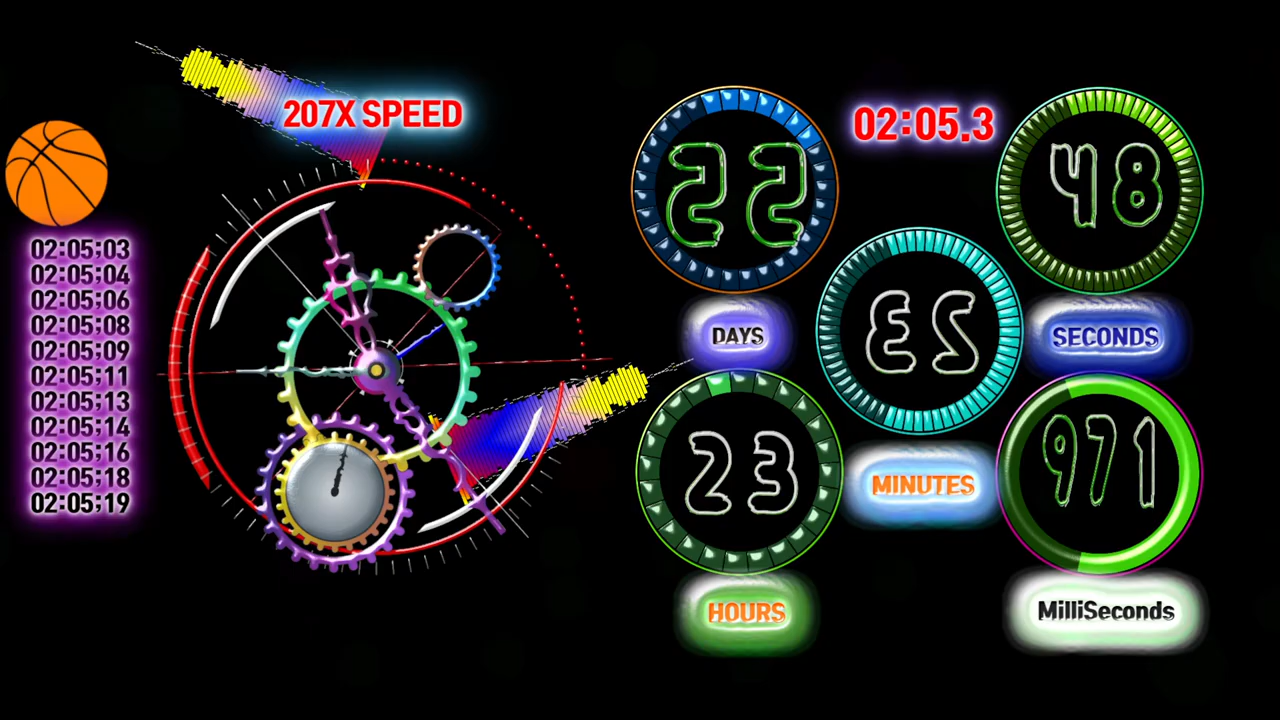 207X SPEED
02:05.3
02:05;03
02:05;04
02:05;06
02:05;08
02:05;09
02:05;11
02:05;13
02:05;14
02:05;16
02:05;18
02:05;19
48
DAYS
SECONDS
23
971
MINUTES
HOURS
MilliSeconds